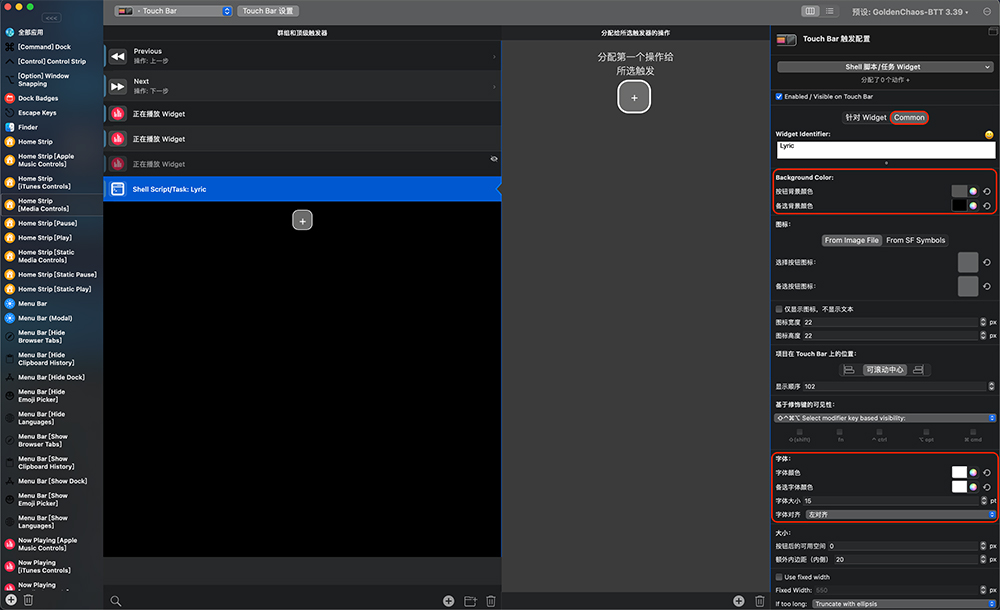 <<<
• Touch Bar
Touch Bar 设置
预设: GoldenChaos-BTT 3.39 •
全部应用
[Command] Dock
[Control] Control Strip
[Option] Window
Snapping
Dock Badges
Escape Keys
Finder
Home Strip
Home Strip [Apple
Music Controls]
Home Strip
[iTunes Controls]
Home Strip
[Media Controls]
Home Strip [Pause]
Home Strip [Play]
Home Strip [Static
Media Controls]
Home Strip [Static Pause]
Home Strip [Static Play]
Menu Bar
Menu Bar (Modal)
Menu Bar [Hide
Browser Tabs]
Menu Bar [Hide
Clipboard History]
Menu Bar [Hide Dock]
Menu Bar [Hide
Emoji Picker]
Menu Bar [Hide
Languages]
Menu Bar [Show
Browser Tabs]
Menu Bar [Show
Clipboard History]
Menu Bar [Show Dock]
Menu Bar [Show
Emoji Picker]
Menu Bar [Show
Languages]
Now Playing [Apple
Music Controls]
Now Playing
[iTunes Controls]
Now Playing
群组和顶级触发器
Previous
操作: 上一步
Next
操作: 下一步
正在播放 Widget
正在播放 Widget
正在播放 Widget
Shell Script/Task: Lyric
分配给所选触发器的操作
分配第一个操作给
所选触发
Touch Bar 触发配置
Shell 脚本/任务 Widget
分配了 0 个动作 +
Enabled / Visible on Touch Bar
针对 Widget
Common
Widget Identifier:
Lyric
Background Color:
按钮背景颜色
备选背景颜色
图标:
From Image File
From SF Symbols
选择按钮图标:
备选按钮图标:
仅显示图标，不显示文本
图标宽度 22 px
图标高度 22 px
项目在 Touch Bar 上的位置:
可滚动中心
显示顺序 102
基于修饰键的可见性:
⇧⌃⌘⌥ Select modifier key based visibility:
⇧(shift)
fn
⌃ ctrl
⌥ opt
⌘ cmd
字体:
字体颜色
备选字体颜色
字体大小 15 pt
字体对齐 左对齐
大小:
按钮后的可用空间 0 px
额外内边距（内侧） 20 px
Use fixed width
Fixed Width: 550 px
If too long: Truncate with ellipsis